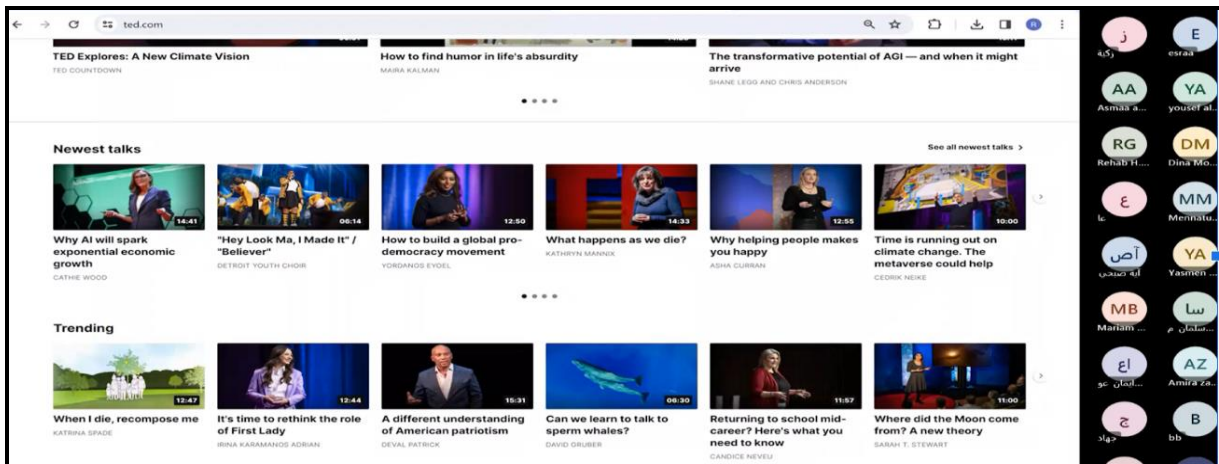 ted.com
TED Explores: A New Climate Vision
TED COUNTDOWN
How to find humor in life's absurdity
MAIRA KALMAN
The transformative potential of AGI — and when it might
arrive
SHANE LEGG AND CHRIS ANDERSON
Newest talks
See all newest talks >
14:41
Why AI will spark
exponential economic
growth
CATHIE WOOD
06:14
"Hey Look Ma, I Made It" /
"Believer"
DETROIT YOUTH CHOIR
12:50
How to build a global pro-
democracy movement
YORDANOS EYOEL
14:33
What happens as we die?
KATHRYN MANNIX
12:55
Why helping people makes
you happy
ASHA CURRAN
10:00
Time is running out on
climate change. The
metaverse could help
CEDRIK NEIKE
Trending
12:47
When I die, recompose me
KATRINA SPADE
12:44
It's time to rethink the role
of First Lady
IRINA KARAMANOS ADRIAN
15:31
A different understanding
of American patriotism
DEVAL PATRICK
06:30
Can we learn to talk to
sperm whales?
DAVID GRUBER
11:57
Returning to school mid-
career? Here's what you
need to know
CANDICE NEVEU
11:00
Where did the Moon come
from? A new theory
SARAH T. STEWART
R
ز
زكية
E
esraa
AA
Asmaa a...
YA
yousef al...
RG
Rehab H....
DM
Dina Mo...
ع
عا
MM
Mennatu...
آص
آيه صبحي
YA
Yasmen ...
MB
Mariam ...
سا
سلمان م...
اع
ايمان عو...
AZ
Amira za...
ج
جهاد
B
bb